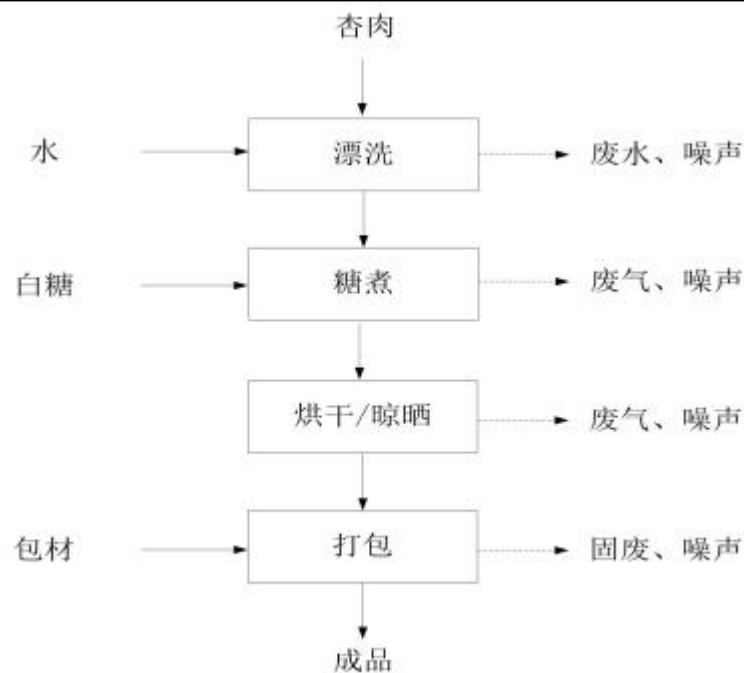 杏肉
水
漂洗
废水、噪声
白糖
糖煮
废气、噪声
烘干/晾晒
废气、噪声
包材
打包
固废、噪声
成品